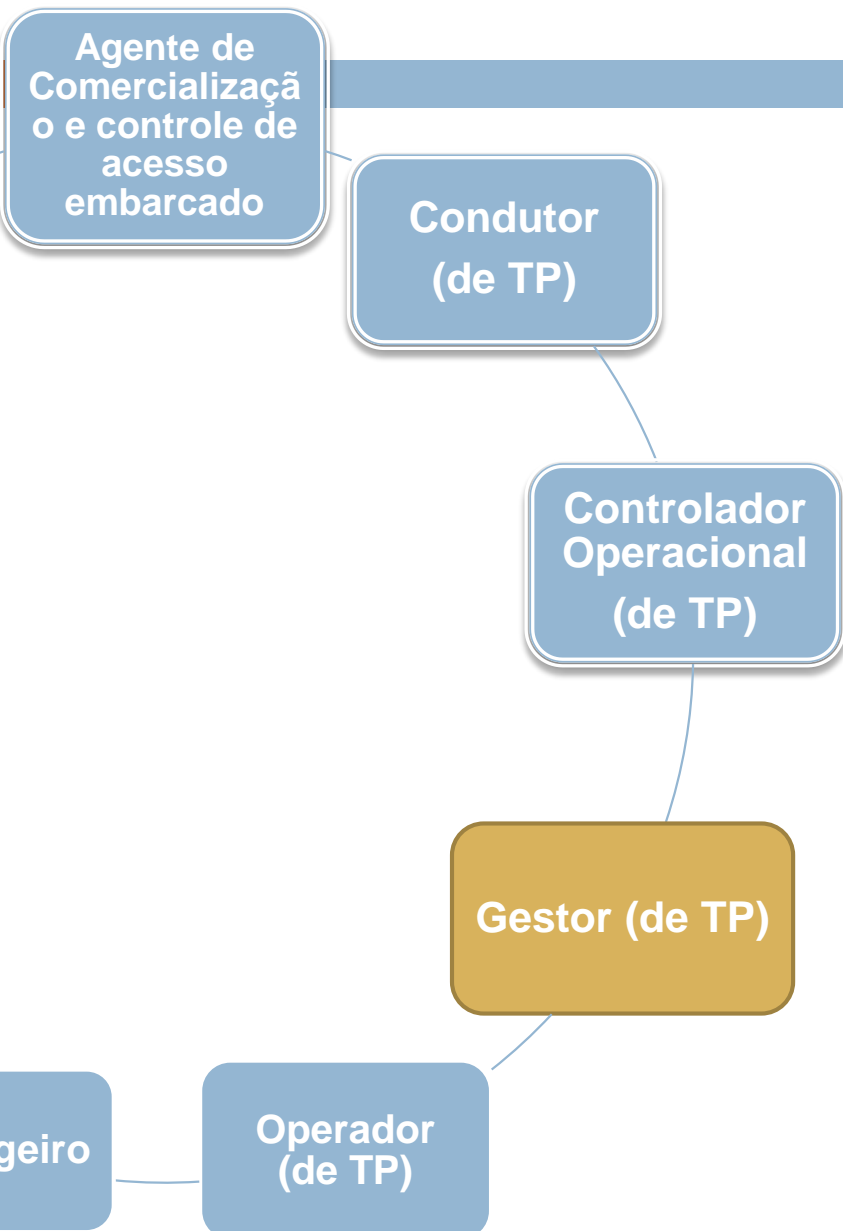 Agente de
Comercializaçã
o e controle de
acesso
embarcado
Condutor
(de TP)
Controlador
Operacional
(de TP)
Gestor (de TP)
Operador
(de TP)
geiro